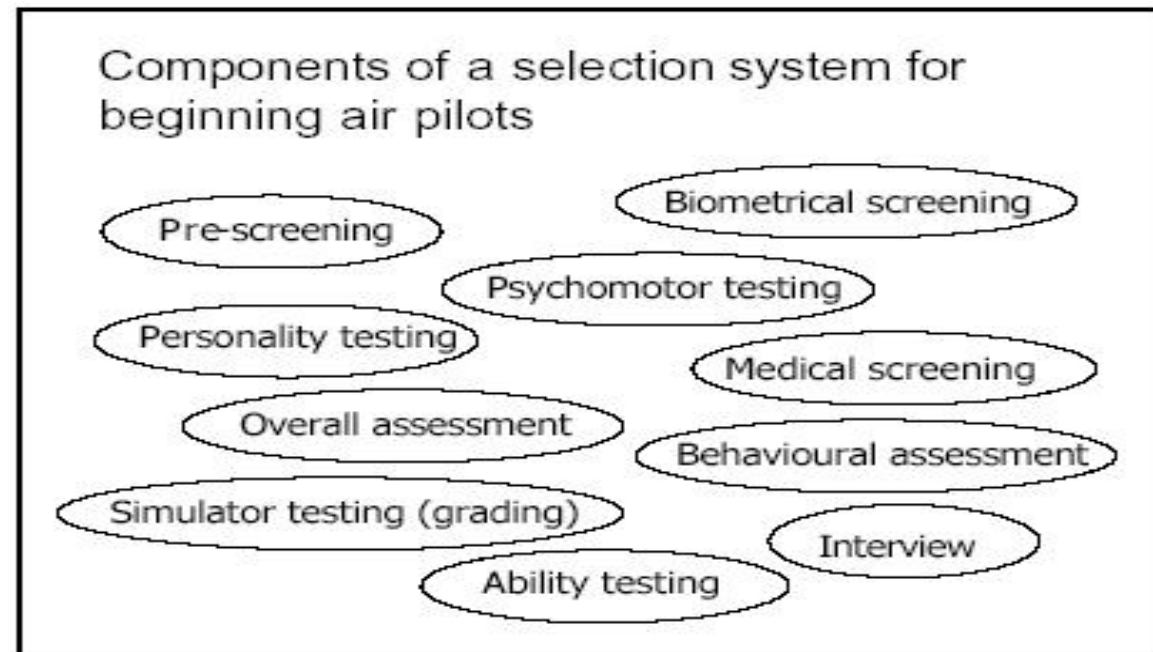 Components of a selection system for
beginning air pilots
Biometrical screening
Pre-screening
Psychomotor testing
Personality testing
Medical screening
Overall assessment
Behavioural assessment
Simulator testing (grading)
Interview
Ability testing